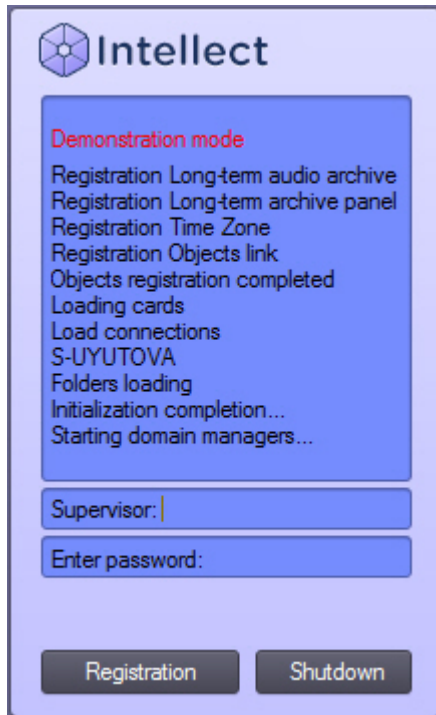 Intellect
Demonstration mode
Registration Long-term audio archive
Registration Long-term archive panel
Registration Time Zone
Registration Objects link
Objects registration completed
Loading cards
Load connections
S-UYUTOVA
Folders loading
Initialization completion...
Starting domain managers...
Supervisor:
Enter password:
Registration Shutdown